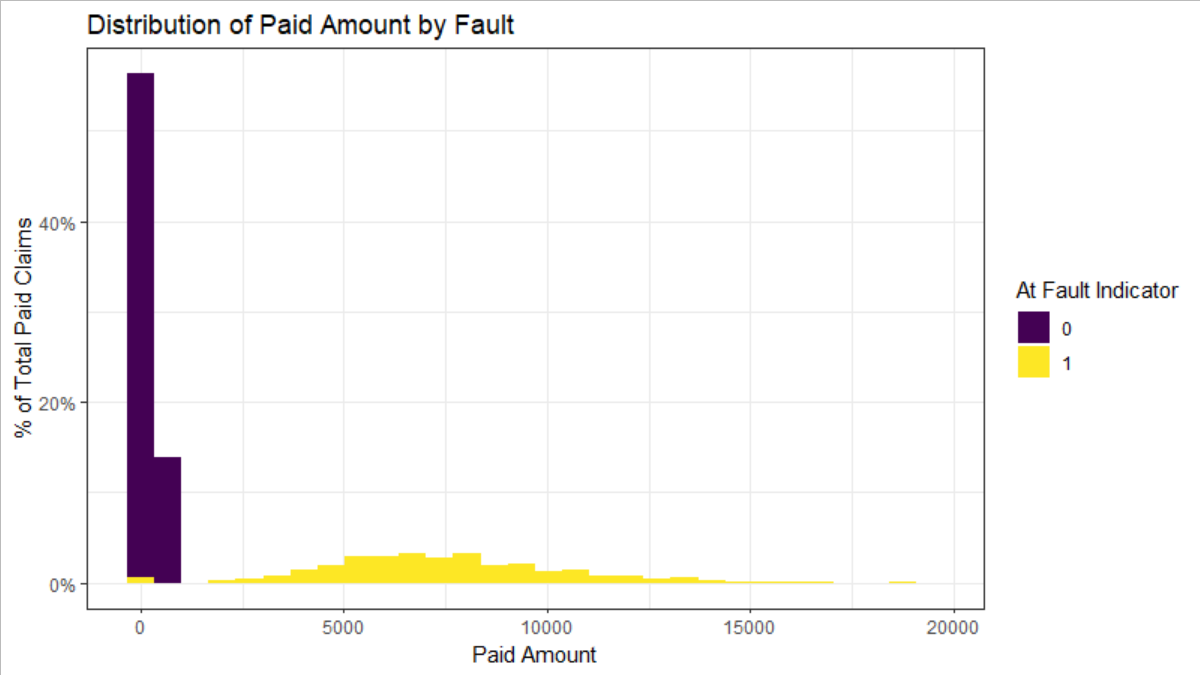 Distribution of Paid Amount by Fault
% of Total Paid Claims
40%
20%
0%
0
5000
10000
15000
20000
Paid Amount
At Fault Indicator
0
1